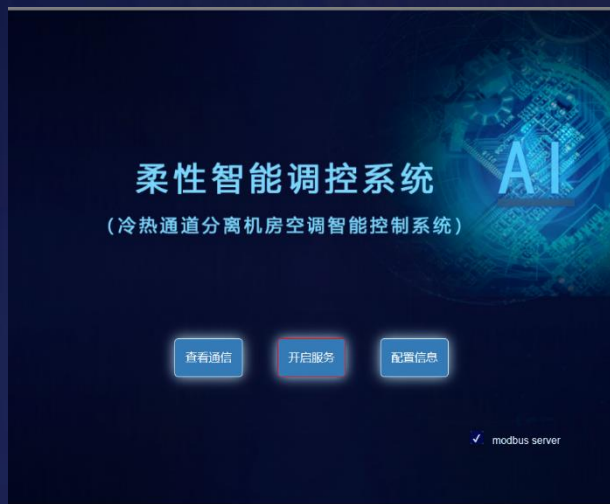 柔性智能调控系统
AI
(冷热通道分离机房空调智能控制系统)
查看通信
开启服务
配置信息
modbus server